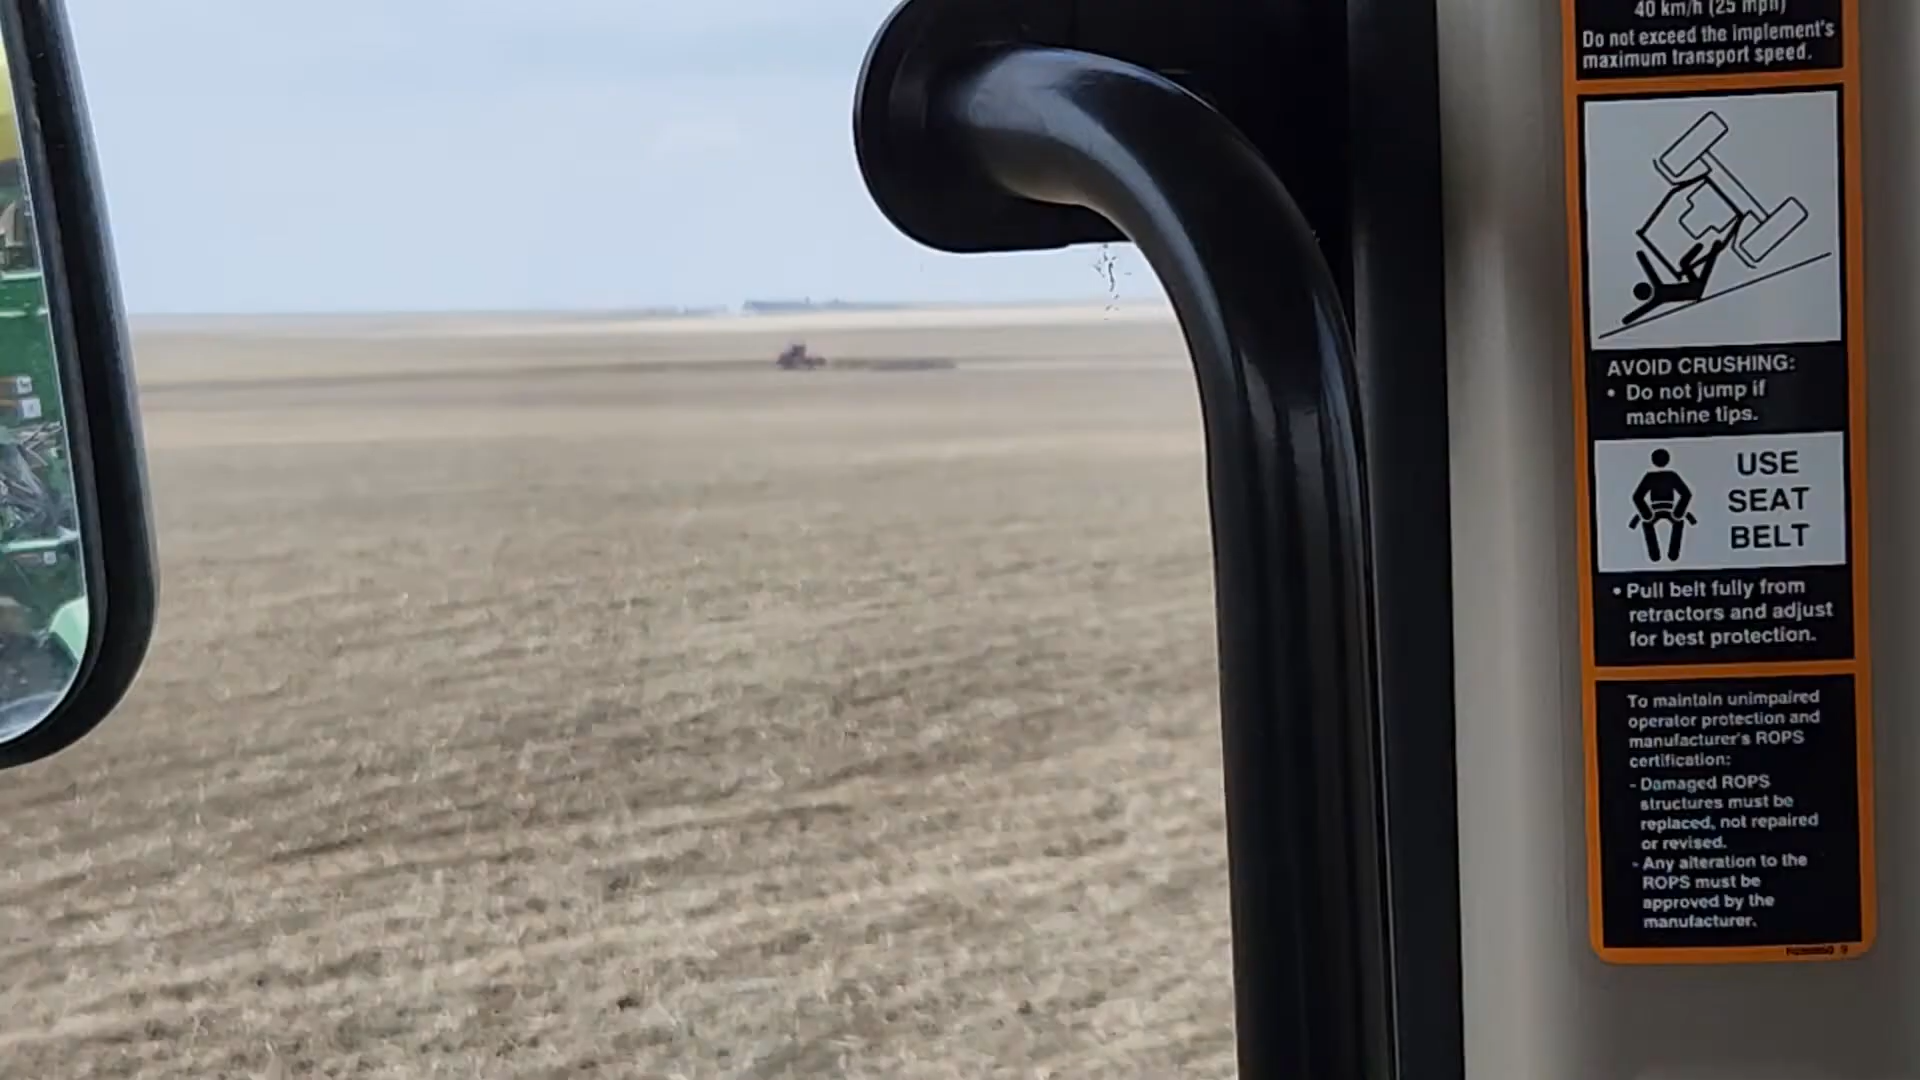 40 km/h (25 mph)
Do not exceed the implement's
maximum transport speed.
AVOID CRUSHING:
• Do not jump if
machine tips.
USE
SEAT
BELT
• Pull belt fully from
retractors and adjust
for best protection.
To maintain unimpaired
operator protection and
manufacturer's ROPS
certification:
- Damaged ROPS
structures must be
replaced, not repaired
or revised.
- Any alteration to the
ROPS must be
approved by the
manufacturer.